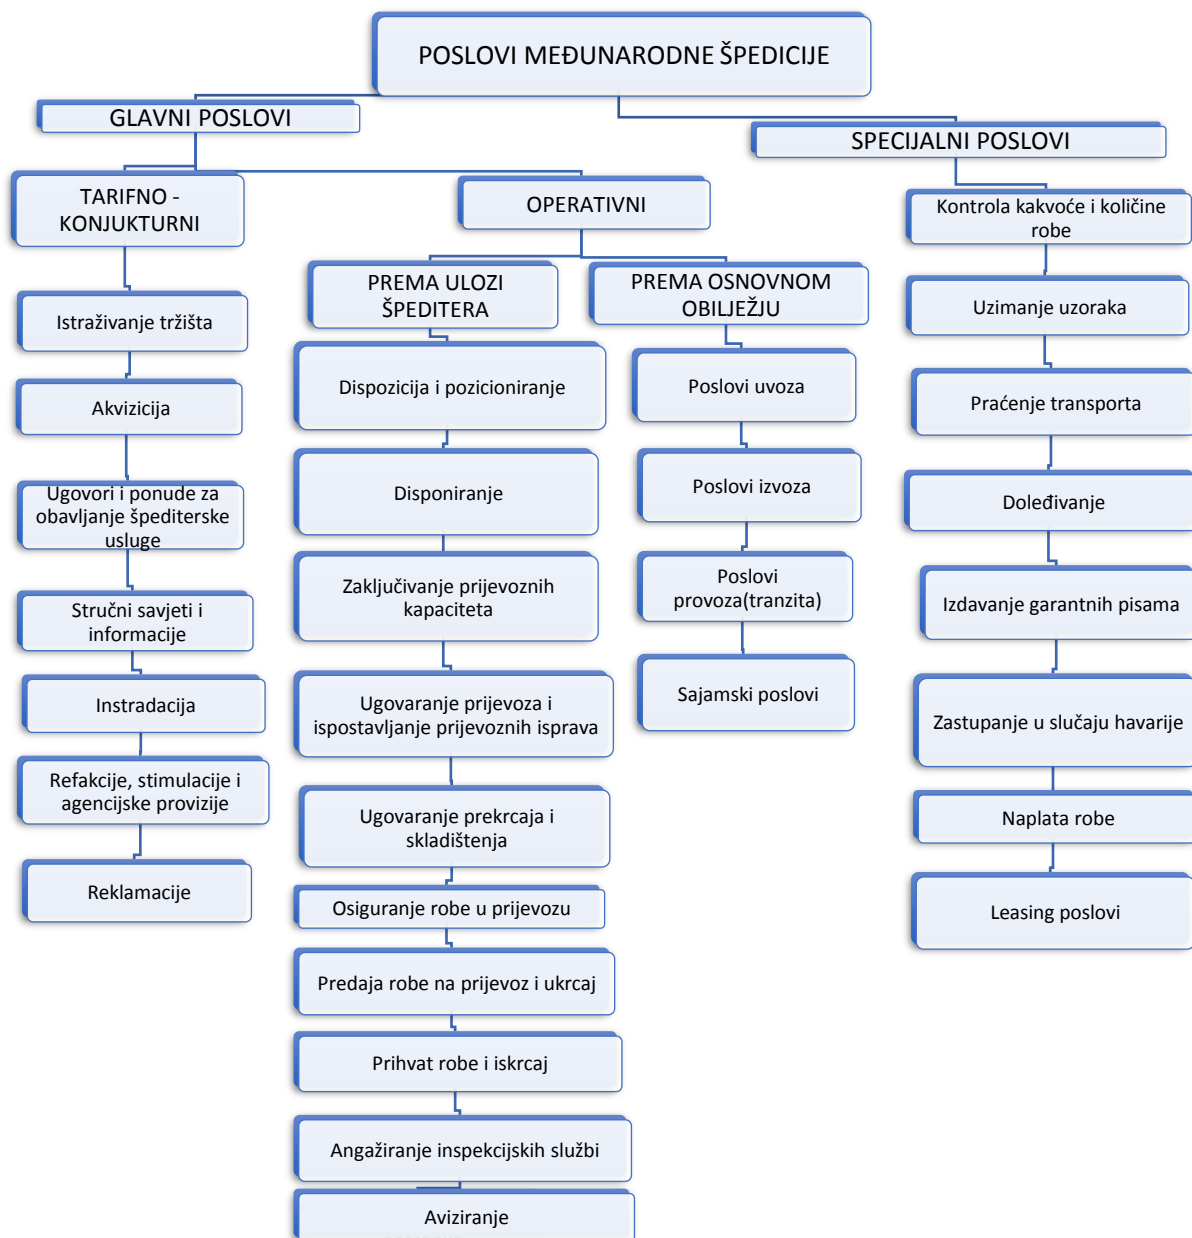 POSLOVI MEĐUNARODNE ŠPEDICIJE
GLAVNI POSLOVI
TARIFNO -
KONJUKTURNI
Istraživanje tržišta
Akvizicija
Ugovori i ponude za
obavljanje špediterske
usluge
Stručni savjeti i
informacije
Instradacija
Refakcije, stimulacije i
agencijske provizije
Reklamacije
OPERATIVNI
PREMA ULOZI
ŠPEDITERA
Dispozicija i pozicioniranje
Disponiranje
Zaključivanje prijevoznih
kapaciteta
Ugovaranje prijevoza i
ispostavljanje prijevoznih isprava
Ugovaranje prekrcaja i
skladištenja
Osiguranje robe u prijevozu
Predaja robe na prijevoz i ukrcaj
Prihvat robe i iskrcaj
Angažiranje inspekcijskih službi
Aviziranje
PREMA OSNOVNOM
OBILJEŽJU
Poslovi uvoza
Poslovi izvoza
Poslovi
provoza(tranzita)
Sajamski poslovi
SPECIJALNI POSLOVI
Kontrola kakvoće i količine
robe
Uzimanje uzoraka
Praćenje transporta
Doleđivanje
Izdavanje garantnih pisama
Zastupanje u slučaju havarije
Naplata robe
Leasing poslovi